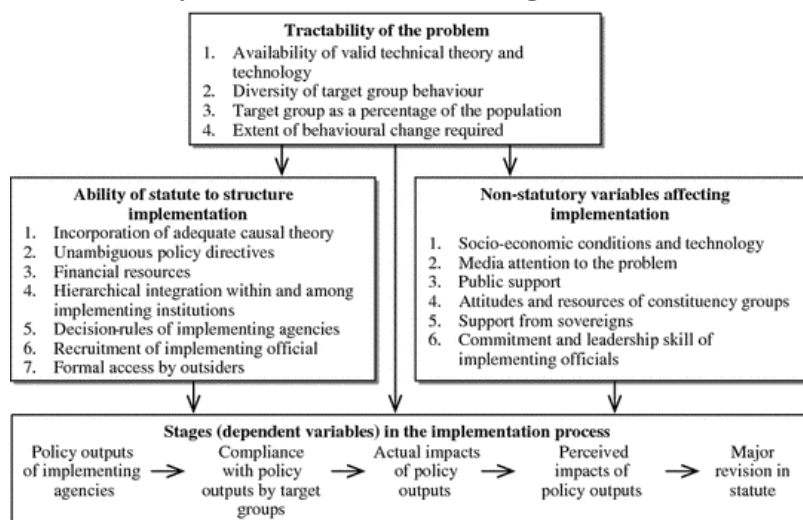 Tractability of the problem
1. Availability of valid technical theory and
technology
2. Diversity of target group behaviour
3. Target group as a percentage of the population
4. Extent of behavioural change required
Ability of statute to structure
implementation
1. Incorporation of adequate causal theory
2. Unambiguous policy directives
3. Financial resources
4. Hierarchical integration within and among
implementing institutions
5. Decision-rules of implementing agencies
6. Recruitment of implementing official
7. Formal access by outsiders
Non-statutory variables affecting
implementation
1. Socio-economic conditions and technology
2. Media attention to the problem
3. Public support
4. Attitudes and resources of constituency groups
5. Support from sovereigns
6. Commitment and leadership skill of
implementing officials
Stages (dependent variables) in the implementation process
Policy outputs
of implementing
agencies
Compliance
with policy
outputs by target
groups
Actual impacts
of policy
outputs
Perceived
impacts of
policy outputs
Major
revision in
statute